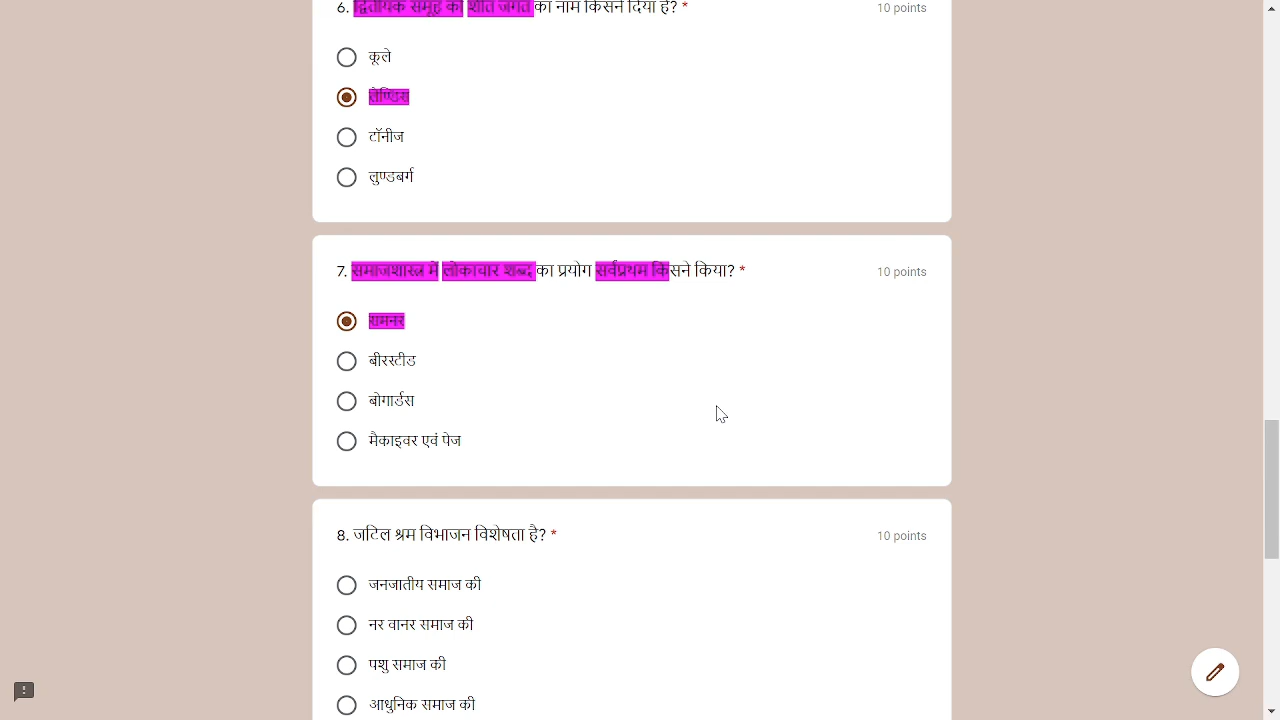 6. द्वितीयक समूह को शीत जगत का नाम किसने दिया है? * 10 points
कूले
लैण्डिस
टॉनीज
लुण्डबर्ग
7. समाजशास्त्र में लोकाचार शब्द का प्रयोग सर्वप्रथम किसने किया? * 10 points
समनर
बीरस्टीड
बोगार्डस
मैकाइवर एवं पेज
8. जटिल श्रम विभाजन विशेषता है? * 10 points
जनजातीय समाज की
नर वानर समाज की
पशु समाज की
आधुनिक समाज की